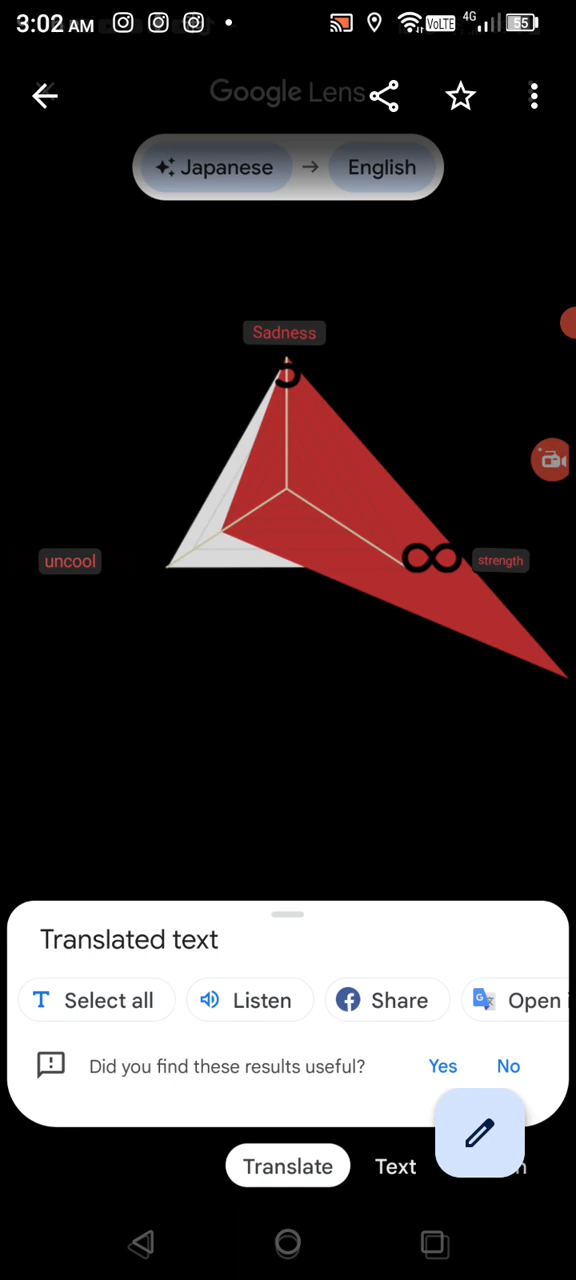 3:02 AM
VoLTE
4G
55
Google Lens
Japanese → English
Sadness
5
∞
uncool
strength
Translated text
Select all
Listen
Share
Open
Did you find these results useful?
Yes
No
Translate
Text